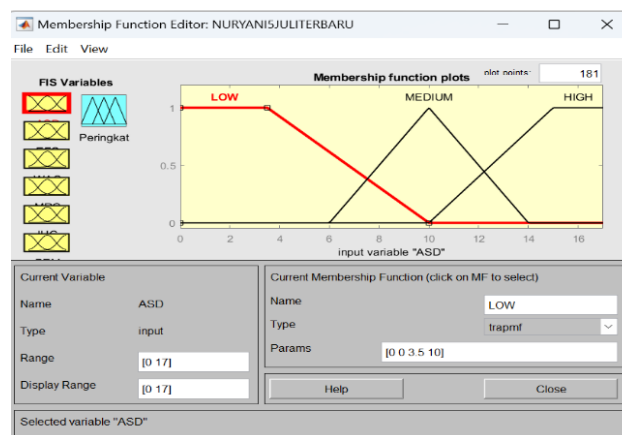 Membership Function Editor: NURYANI5JULITERBARU
File Edit View
FIS Variables
Peringkat
Membership function plots
plot points:
181
LOW MEDIUM HIGH
1
0.5
0
0 2 4 6 8 10 12 14 16
input variable "ASD"
Current Variable
Name ASD
Type input
Range [0 17]
Display Range [0 17]
Current Membership Function (click on MF to select)
Name LOW
Type trapmf
Params [0 0 3.5 10]
Help Close
Selected variable "ASD"